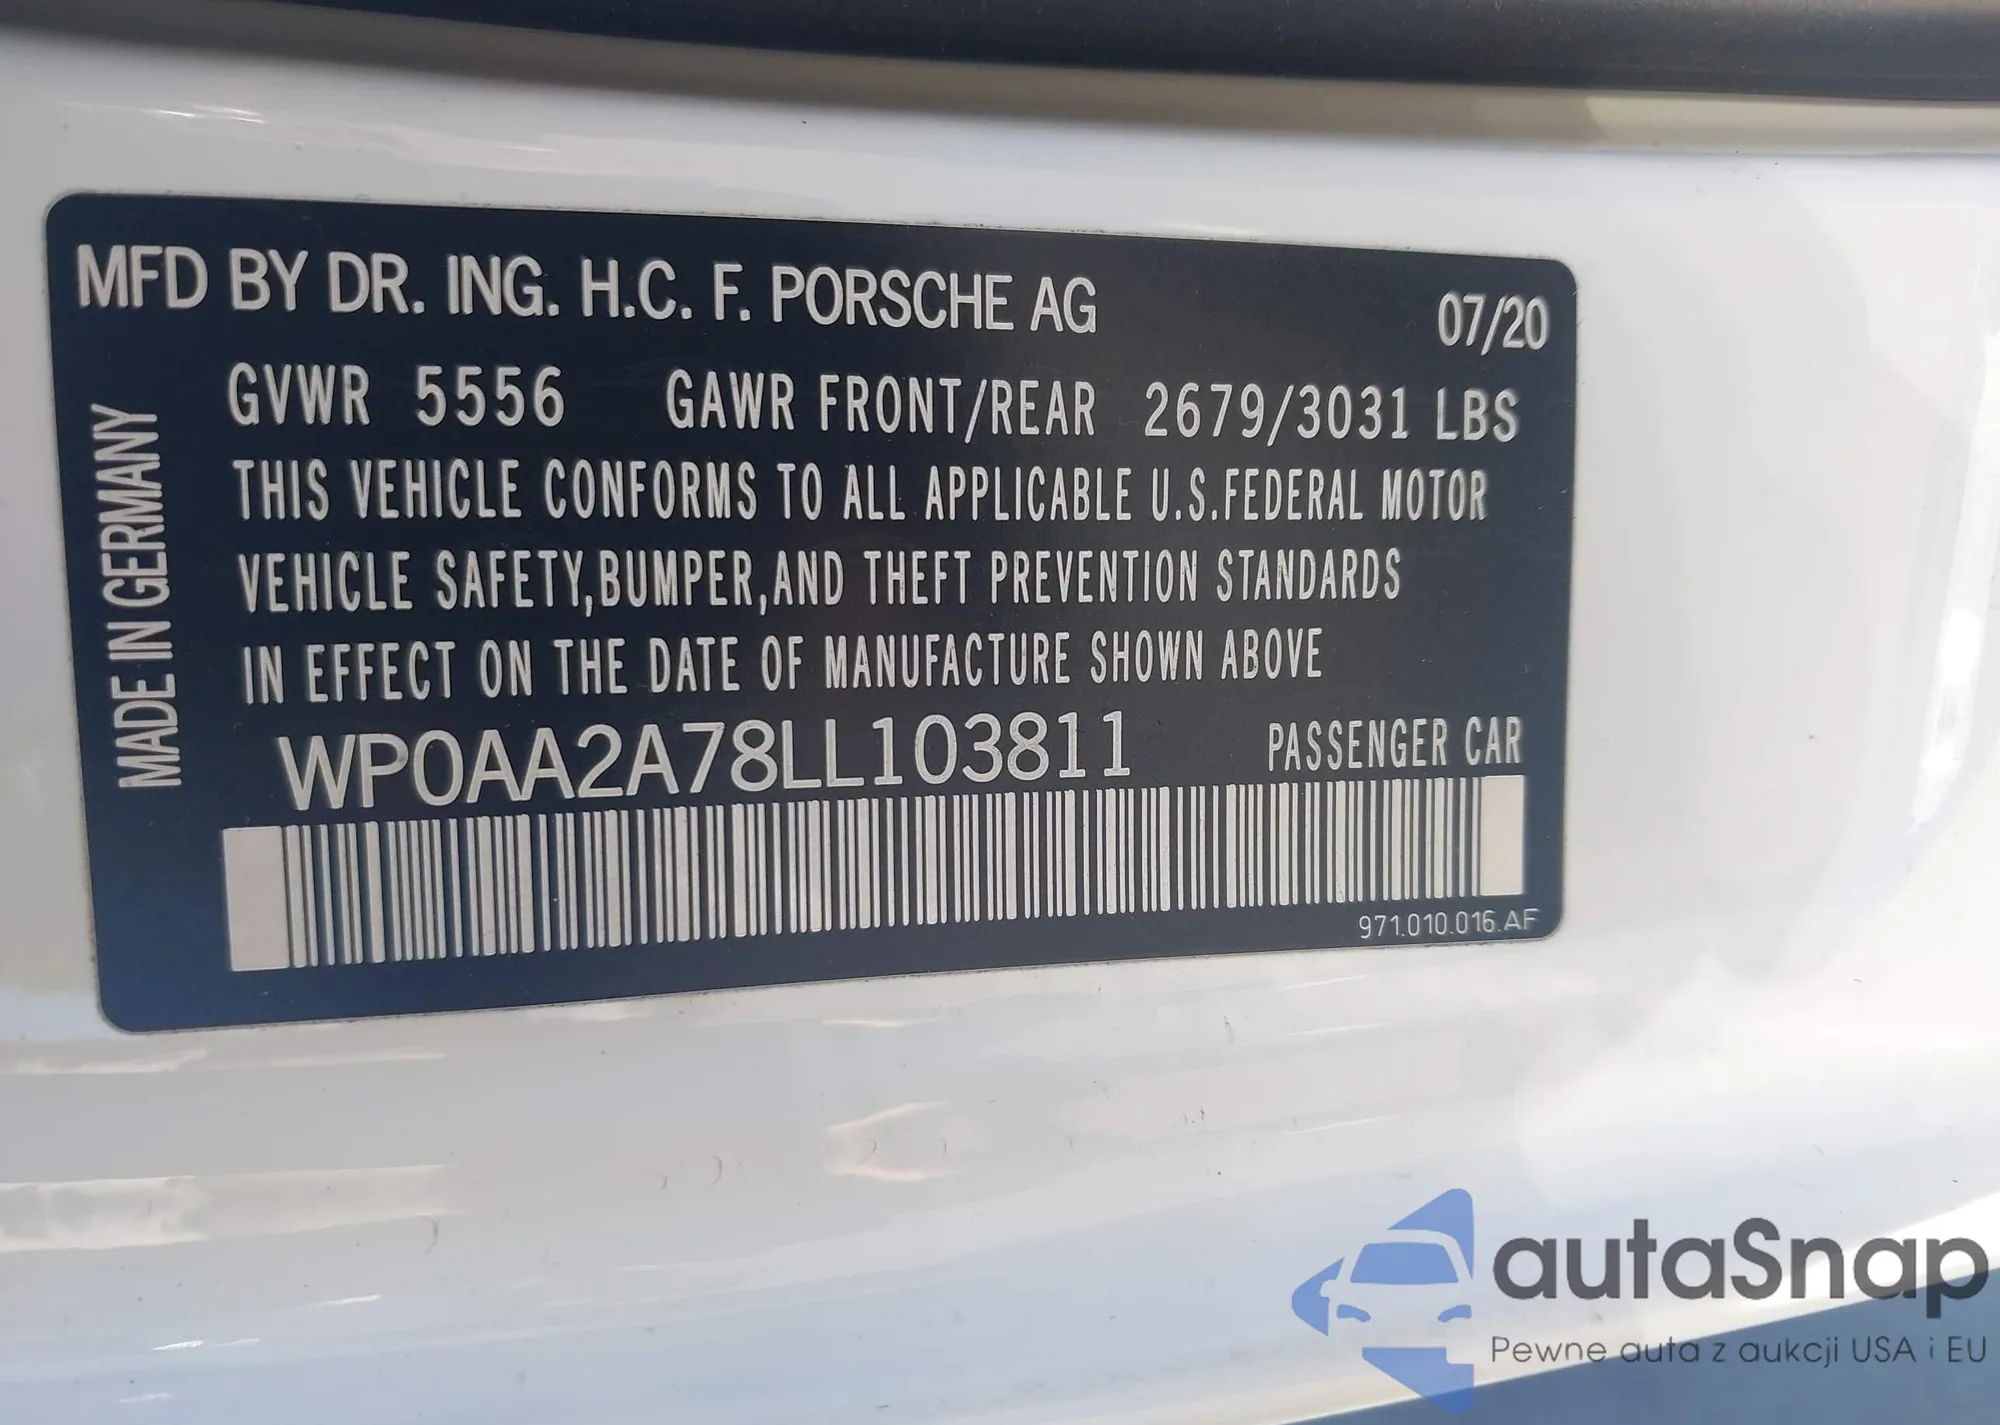 MFD BY DR. ING. H.C. F. PORSCHE AG 07/20
GVWR 5556 GAWR FRONT/REAR 2679/3031 LBS
THIS VEHICLE CONFORMS TO ALL APPLICABLE U.S.FEDERAL MOTOR
VEHICLE SAFETY,BUMPER,AND THEFT PREVENTION STANDARDS
IN EFFECT ON THE DATE OF MANUFACTURE SHOWN ABOVE
WP0AA2A78LL103811 PASSENGER CAR
971.010.016.AF
MADE IN GERMANY
autaSnap
Pewne auta z aukcji USA i EU